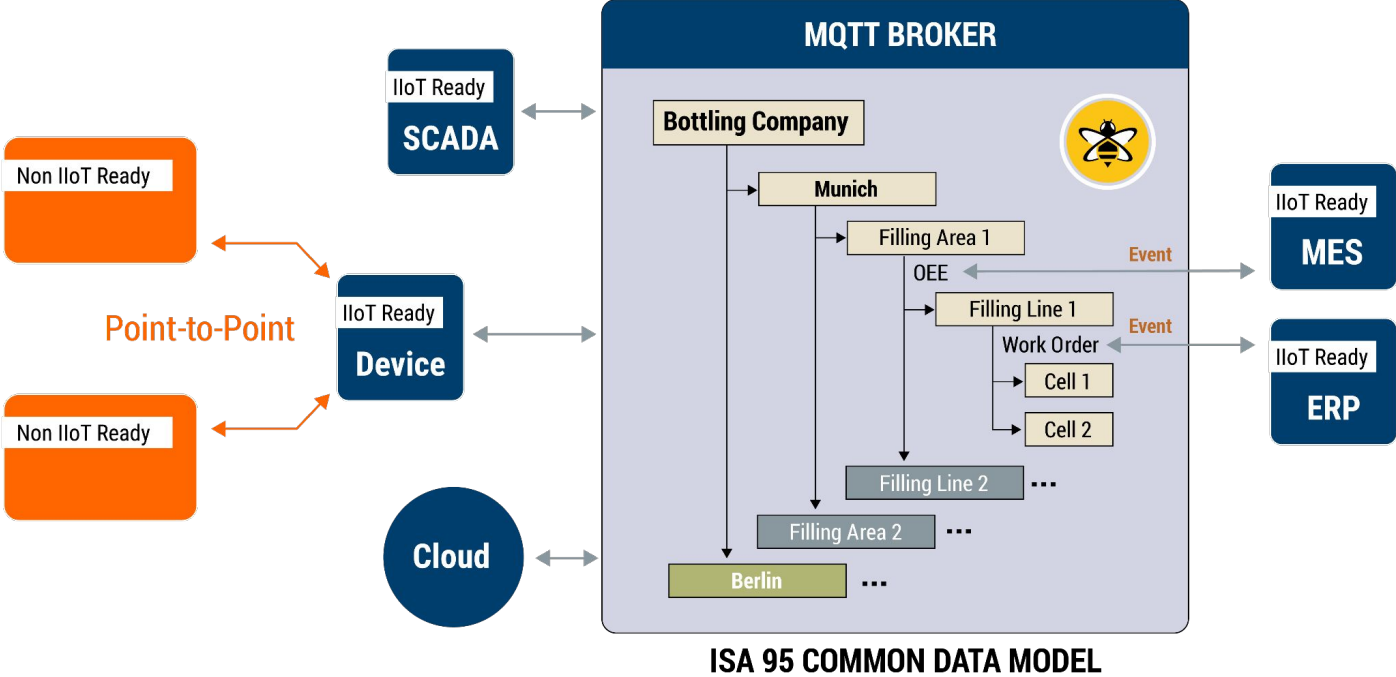 MQTT BROKER
IIoT Ready
SCADA
Bottling Company
Non IIoT Ready
Munich
IIoT Ready
MES
Filling Area 1
Event
OEE
IIoT Ready
Device
Point-to-Point
Filling Line 1
Event
Work Order
IIoT Ready
ERP
Cell 1
Cell 2
Non IIoT Ready
Filling Line 2 ...
Filling Area 2 ...
Cloud
Berlin ...
ISA 95 COMMON DATA MODEL